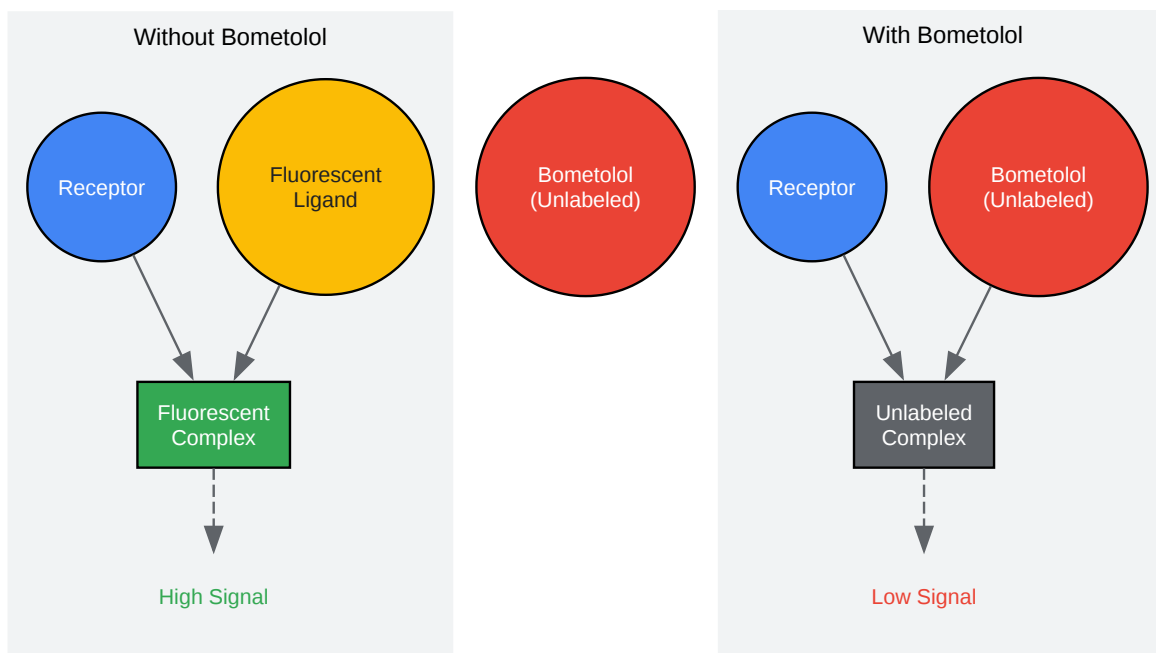 Without Bometolol
With Bometolol
Receptor
Fluorescent
Ligand
Bometolol
(Unlabeled)
Receptor
Bometolol
(Unlabeled)
Fluorescent
Complex
Unlabeled
Complex
High Signal
Low Signal